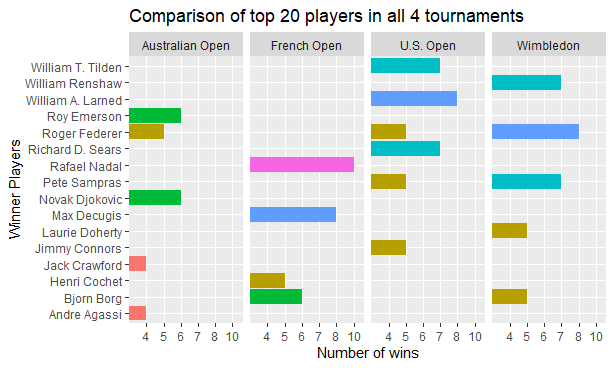 Comparison of top 20 players in all 4 tournaments
Australian Open French Open U.S. Open Wimbledon
Winner Players
William T. Tilden
William Renshaw
William A. Larned
Roy Emerson
Roger Federer
Richard D. Sears
Rafael Nadal
Pete Sampras
Novak Djokovic
Max Decugis
Laurie Doherty
Jimmy Connors
Jack Crawford
Henri Cochet
Bjorn Borg
Andre Agassi
4 5 6 7 8 10 4 5 6 7 8 10 4 5 6 7 8 10 4 5 6 7 8 10
Number of wins